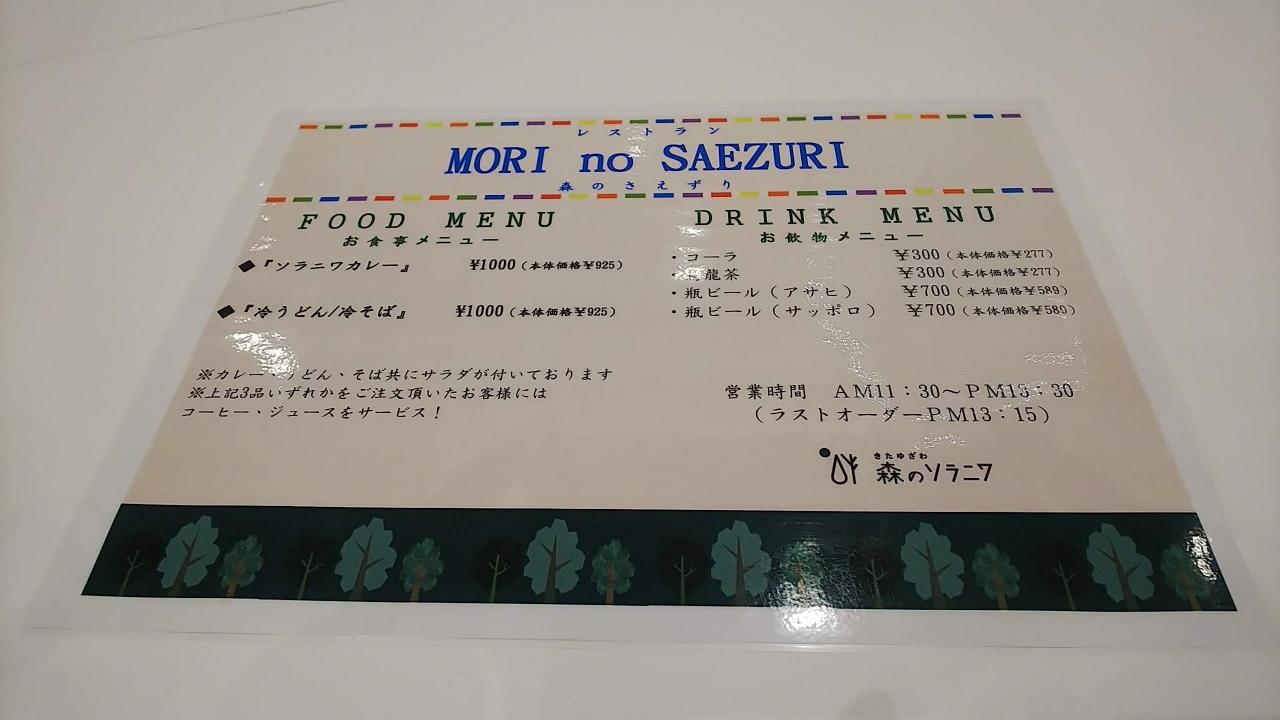 レストラン
MORI no SAEZURI
森のさえずり
FOOD MENU
お食事メニュー
◆『ソラニワカレー』 ¥1000(本体価格¥925)
◆『冷うどん/冷そば』 ¥1000(本体価格¥925)
※カレー・うどん、そば共にサラダが付いております
※上記3品いずれかをご注文頂いたお客様には
コーヒー、ジュースをサービス!
DRINK MENU
お飲物メニュー
・コーラ ¥300(本体価格¥277)
・烏龍茶 ¥300(本体価格¥277)
・瓶ビール(アサヒ) ¥700(本体価格¥589)
・瓶ビール(サッポロ) ¥700(本体価格¥580)
営業時間 AM11:30~PM13:30
(ラストオーダーPM13:15)
きたゆざわ
森のソラニワ